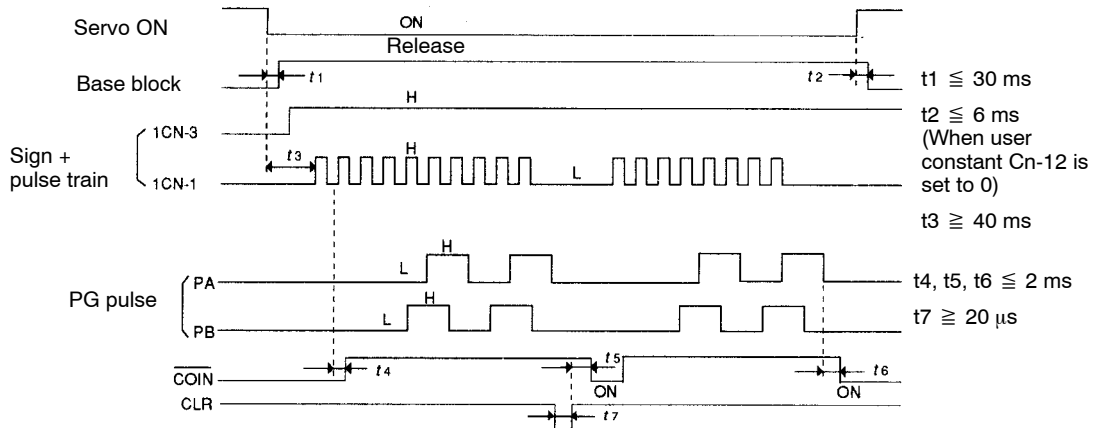 Servo ON
ON
Release
Base block
t1
t2
t1 ≦ 30 ms
H
t2 ≦ 6 ms
(When user
constant Cn-12 is
set to 0)
1CN-3
Sign +
pulse train
t3
H
1CN-1
L
t3 ≧ 40 ms
H
L
PA
t4, t5, t6 ≦ 2 ms
PG pulse
H
L
PB
t7 ≧ 20 μs
t5
COIN
t4
t6
ON
ON
CLR
t7